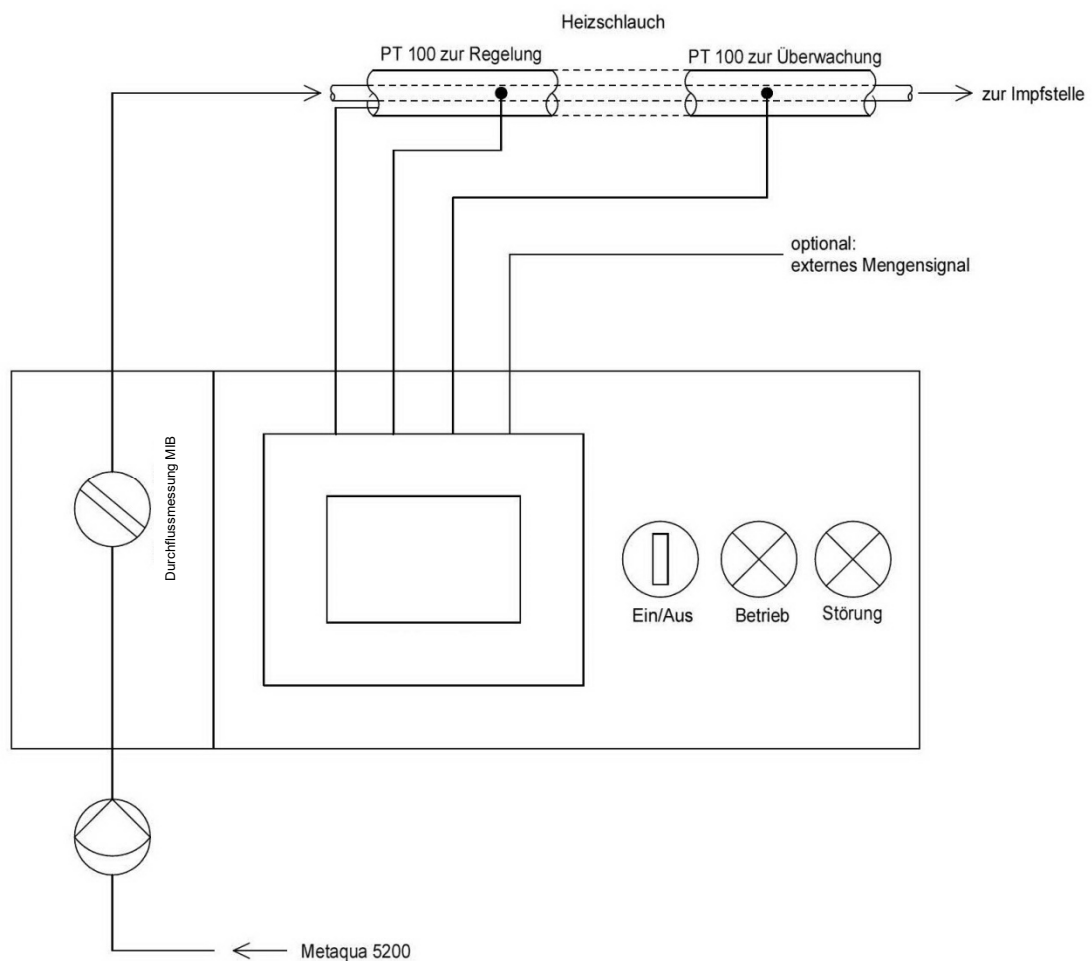 Heizschlauch
PT 100 zur Regelung
PT 100 zur Überwachung
zur Impfstelle
optional:
externes Mengensignal
Durchflussmessung MIB
Ein/Aus
Betrieb
Störung
Metaqua 5200